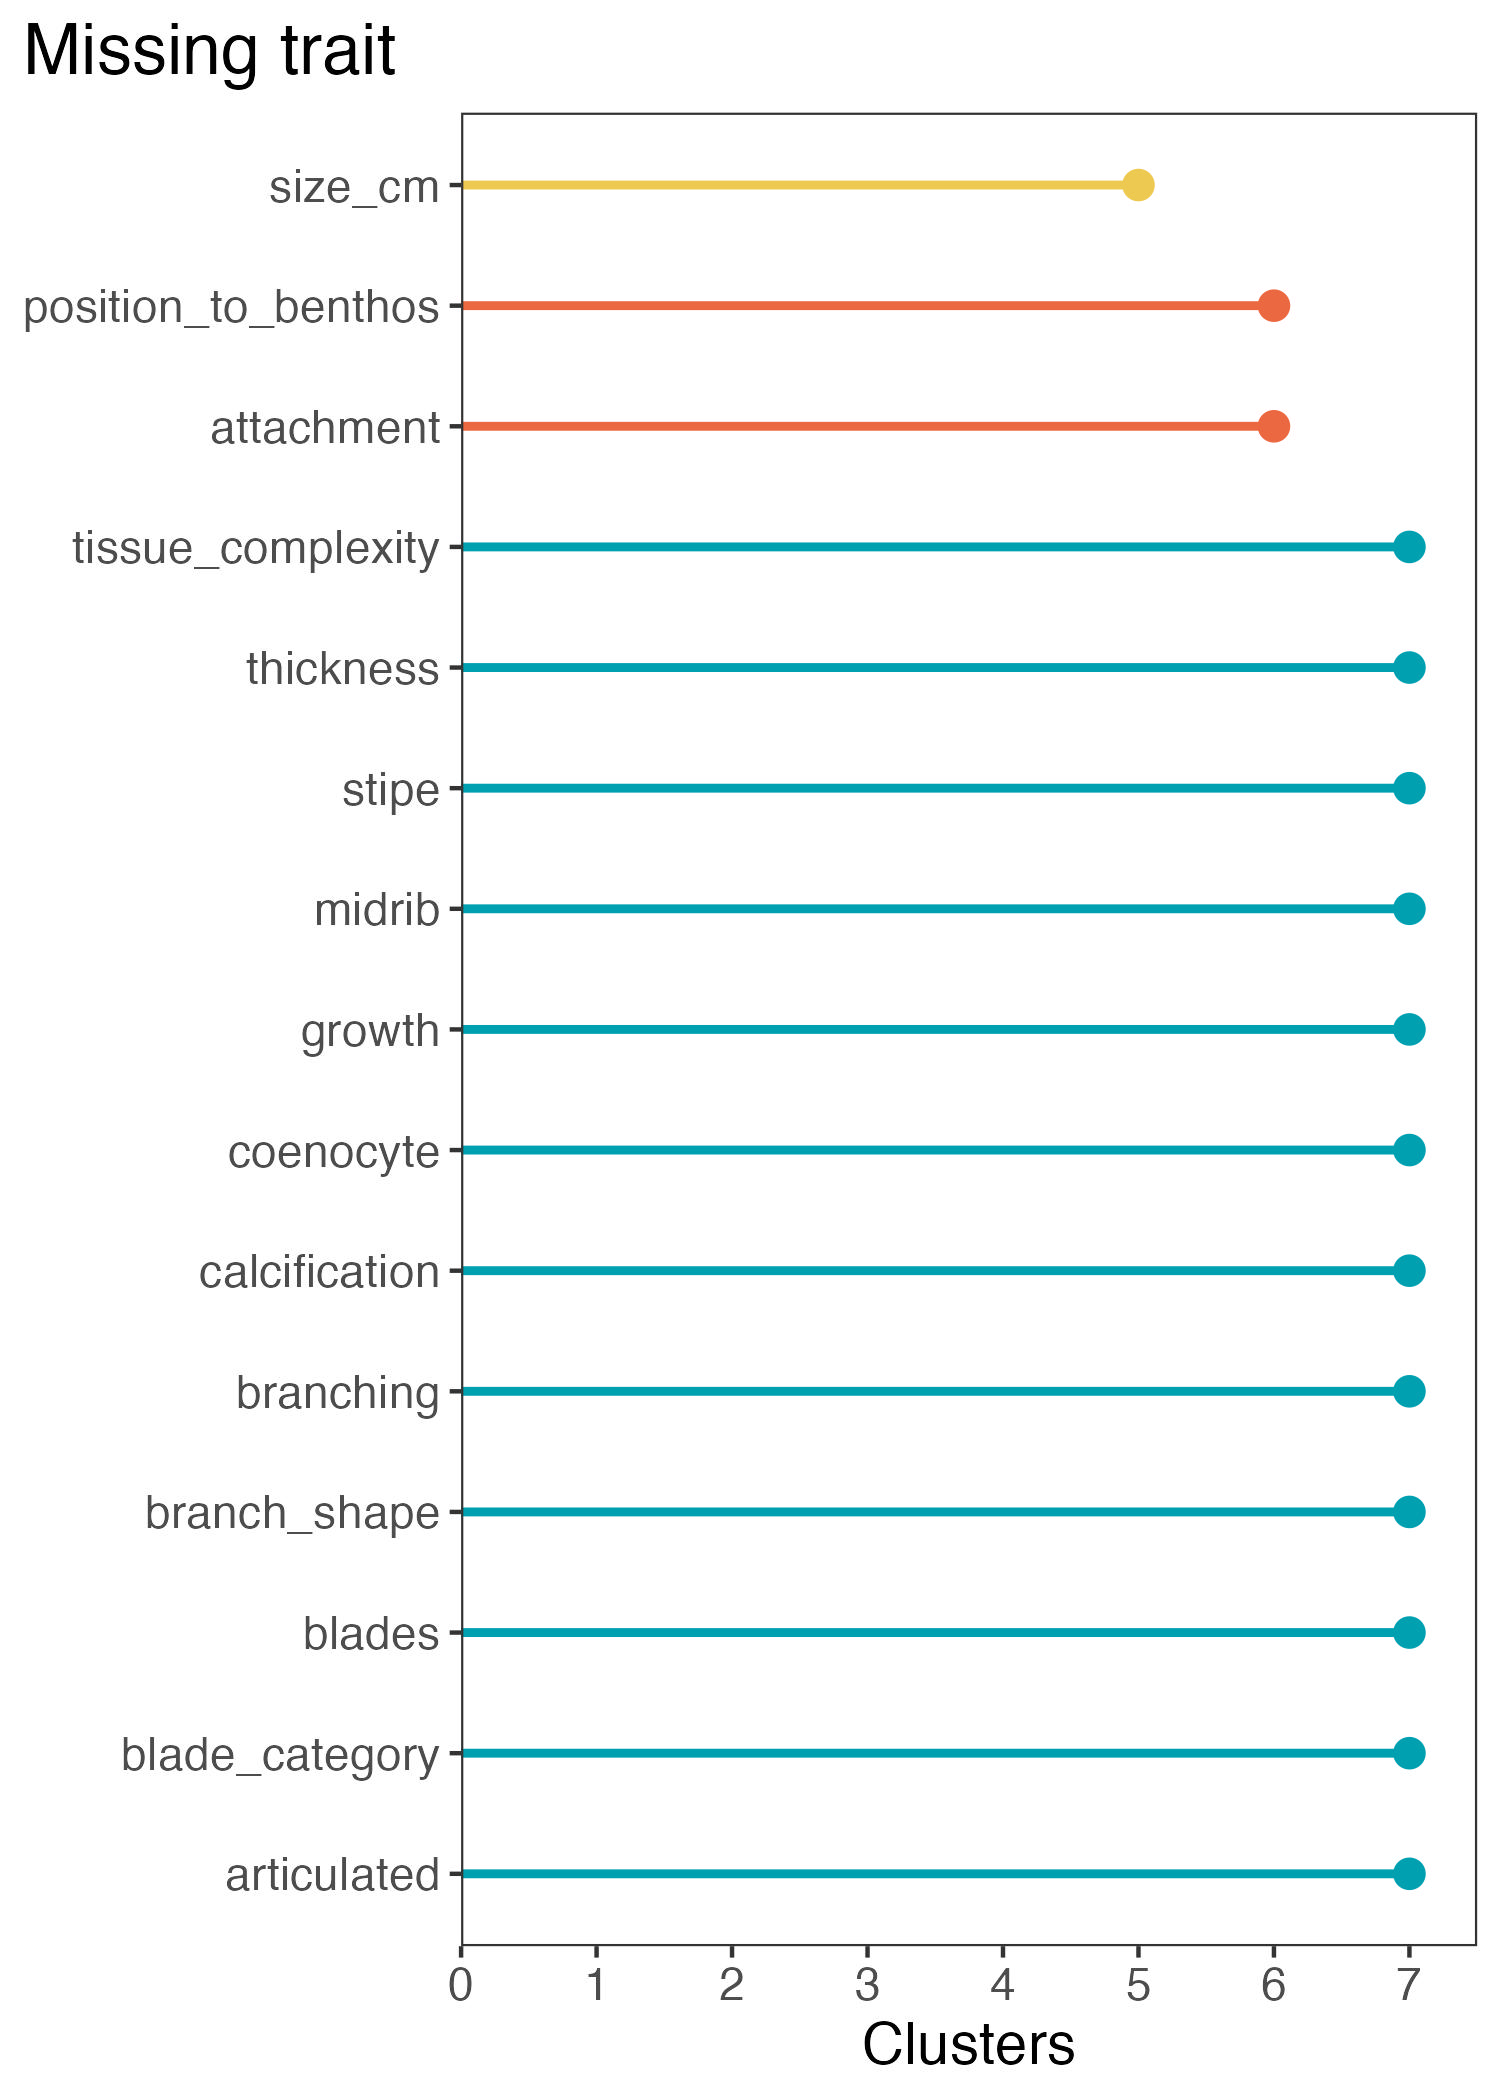 Missing trait
size_cm
position_to_benthos
attachment
tissue_complexity
thickness
stipe
midrib
growth
coenocyte
calcification
branching
branch_shape
blades
blade_category
articulated
0 1 2 3 4 5 6 7
Clusters